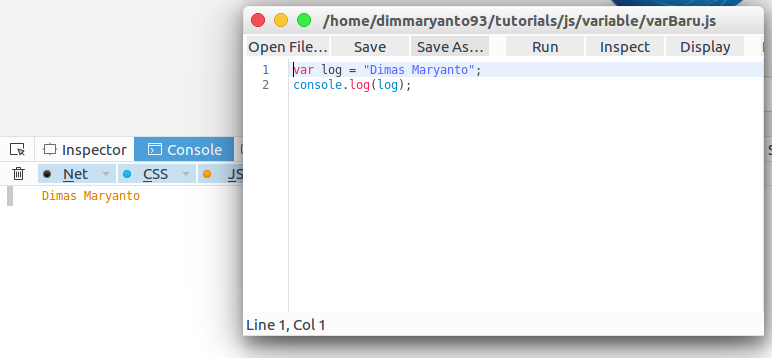 /home/dimmaryanto93/tutorials/js/variable/varBaru.js
Open File... Save Save As... Run Inspect Display
1 var log = "Dimas Maryanto";
2 console.log(log);
Inspector Console
Net CSS JS
Dimas Maryanto
Line 1, Col 1